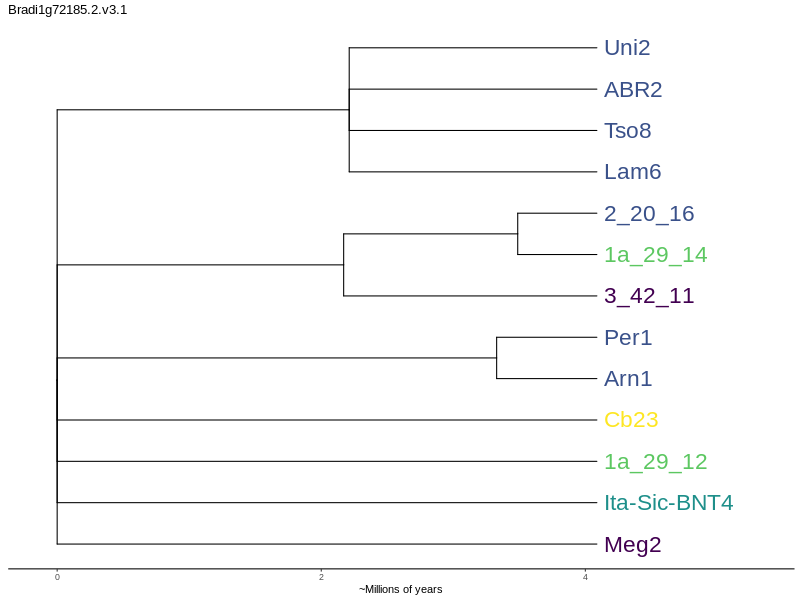 Bradi1g72185.2.v3.1
Uni2
ABR2
Tso8
Lam6
2_20_16
1a_29_14
3_42_11
Per1
Arn1
Cb23
1a_29_12
Ita-Sic-BNT4
Meg2
0 2 4
~Millions of years